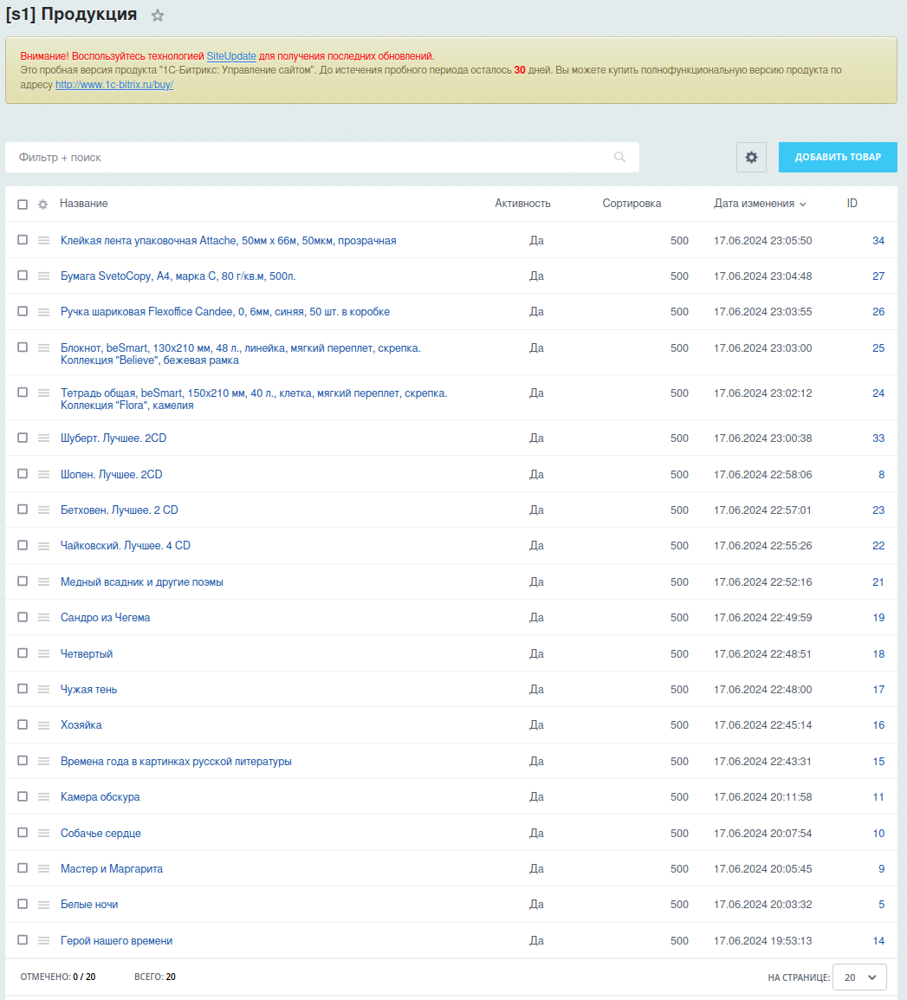 [s1] Продукция
Внимание! Воспользуйтесь технологией SiteUpdate для получения последних обновлений.
Это пробная версия продукта "1С-Битрикс: Управление сайтом". До истечения пробного периода осталось 30 дней. Вы можете купить полнофункциональную версию продукта по
адресу http://www.1c-bitrix.ru/buy/
Фильтр + поиск ДОБАВИТЬ ТОВАР
Название Активность Сортировка Дата изменения ID
Клейкая лента упаковочная Attache, 50мм x 66м, 50мкм, прозрачная Да 500 17.06.2024 23:05:50 34
Бумага SvetoCopy, А4, марка С, 80 г/кв.м, 500л. Да 500 17.06.2024 23:04:48 27
Ручка шариковая Flexoffice Candee, 0, 6мм, синяя, 50 шт. в коробке Да 500 17.06.2024 23:03:55 26
Блокнот, beSmart, 130x210 мм, 48 л., линейка, мягкий переплет, скрепка. Да 500 17.06.2024 23:03:00 25
Коллекция "Believe", бежевая рамка
Тетрадь общая, beSmart, 150x210 мм, 40 л., клетка, мягкий переплет, скрепка. Да 500 17.06.2024 23:02:12 24
Коллекция "Flora", камелия
Шуберт. Лучшее. 2CD Да 500 17.06.2024 23:00:38 33
Шопен. Лучшее. 2CD Да 500 17.06.2024 22:58:06 8
Бетховен. Лучшее. 2 CD Да 500 17.06.2024 22:57:01 23
Чайковский. Лучшее. 4 CD Да 500 17.06.2024 22:55:26 22
Медный всадник и другие поэмы Да 500 17.06.2024 22:52:16 21
Сандро из Чегема Да 500 17.06.2024 22:49:59 19
Четвертый Да 500 17.06.2024 22:48:51 18
Чужая тень Да 500 17.06.2024 22:48:00 17
Хозяйка Да 500 17.06.2024 22:45:14 16
Времена года в картинках русской литературы Да 500 17.06.2024 22:43:31 15
Камера обскура Да 500 17.06.2024 20:11:58 11
Собачье сердце Да 500 17.06.2024 20:07:54 10
Мастер и Маргарита Да 500 17.06.2024 20:05:45 9
Белые ночи Да 500 17.06.2024 20:03:32 5
Герой нашего времени Да 500 17.06.2024 19:53:13 14
ОТМЕЧЕНО: 0 / 20 ВСЕГО: 20 НА СТРАНИЦЕ: 20